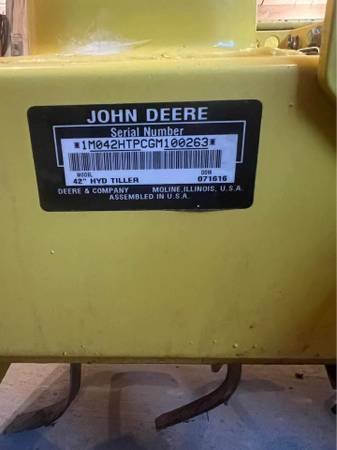 JOHN DEERE
Serial Number
*1M042HTPCGM100263*
MODEL DOM
42" HYD TILLER 071616
DEERE & COMPANY MOLINE, ILLINOIS, U.S.A.
ASSEMBLED IN U.S.A.